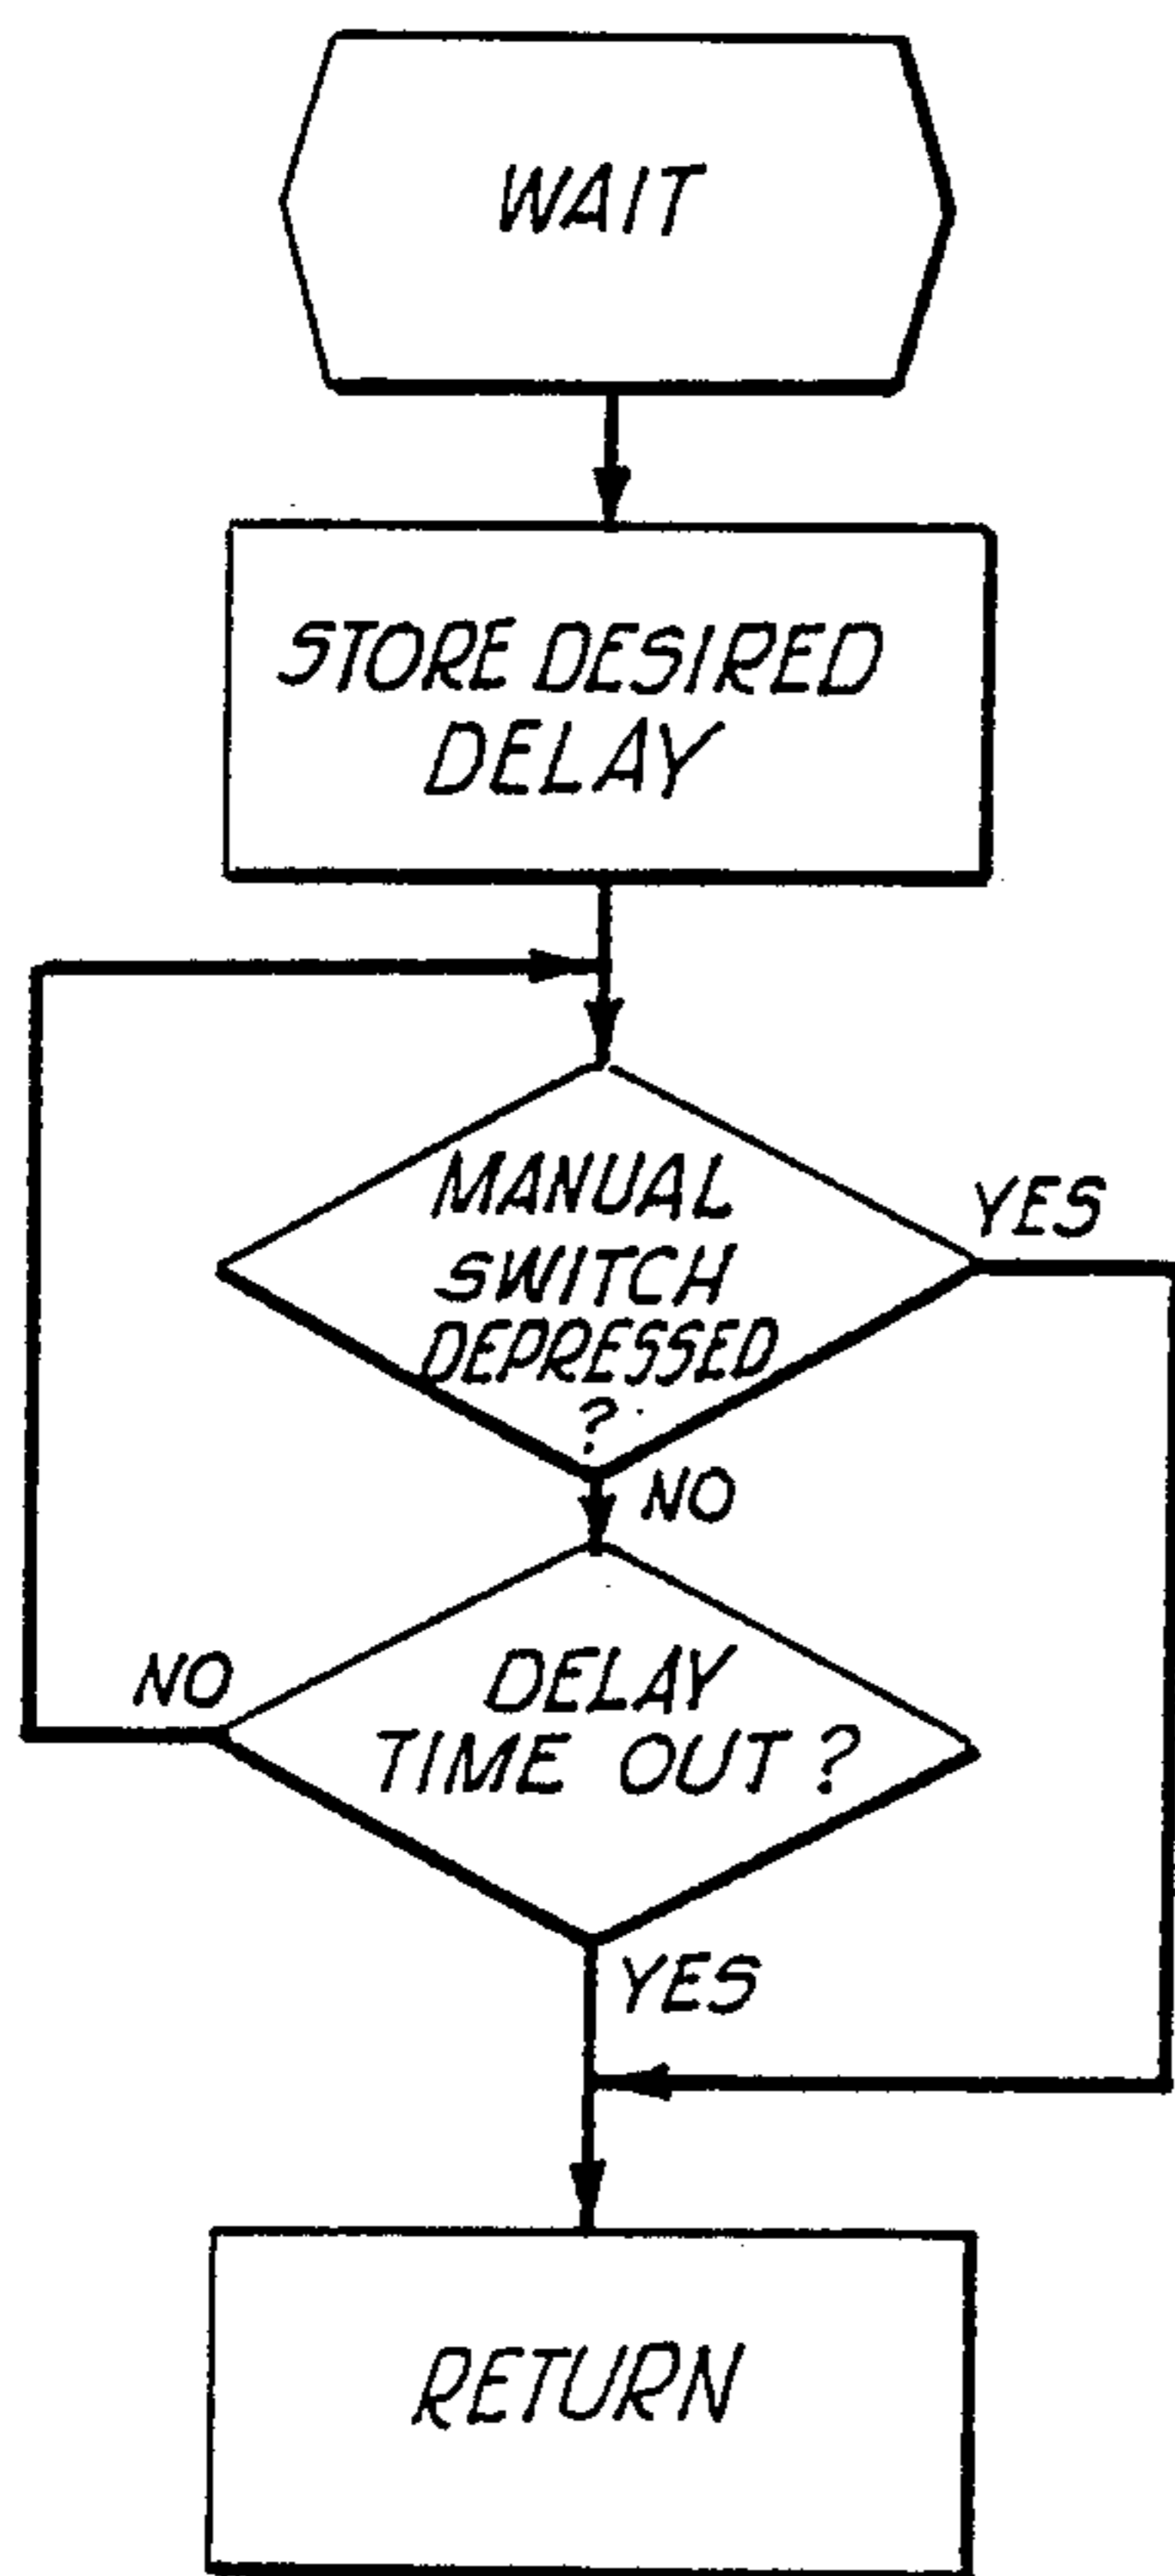 WAIT
STORE DESIRED
DELAY
MANUAL
SWITCH
DEPRESSED
?
YES
NO
DELAY
TIME OUT ?
NO
YES
RETURN